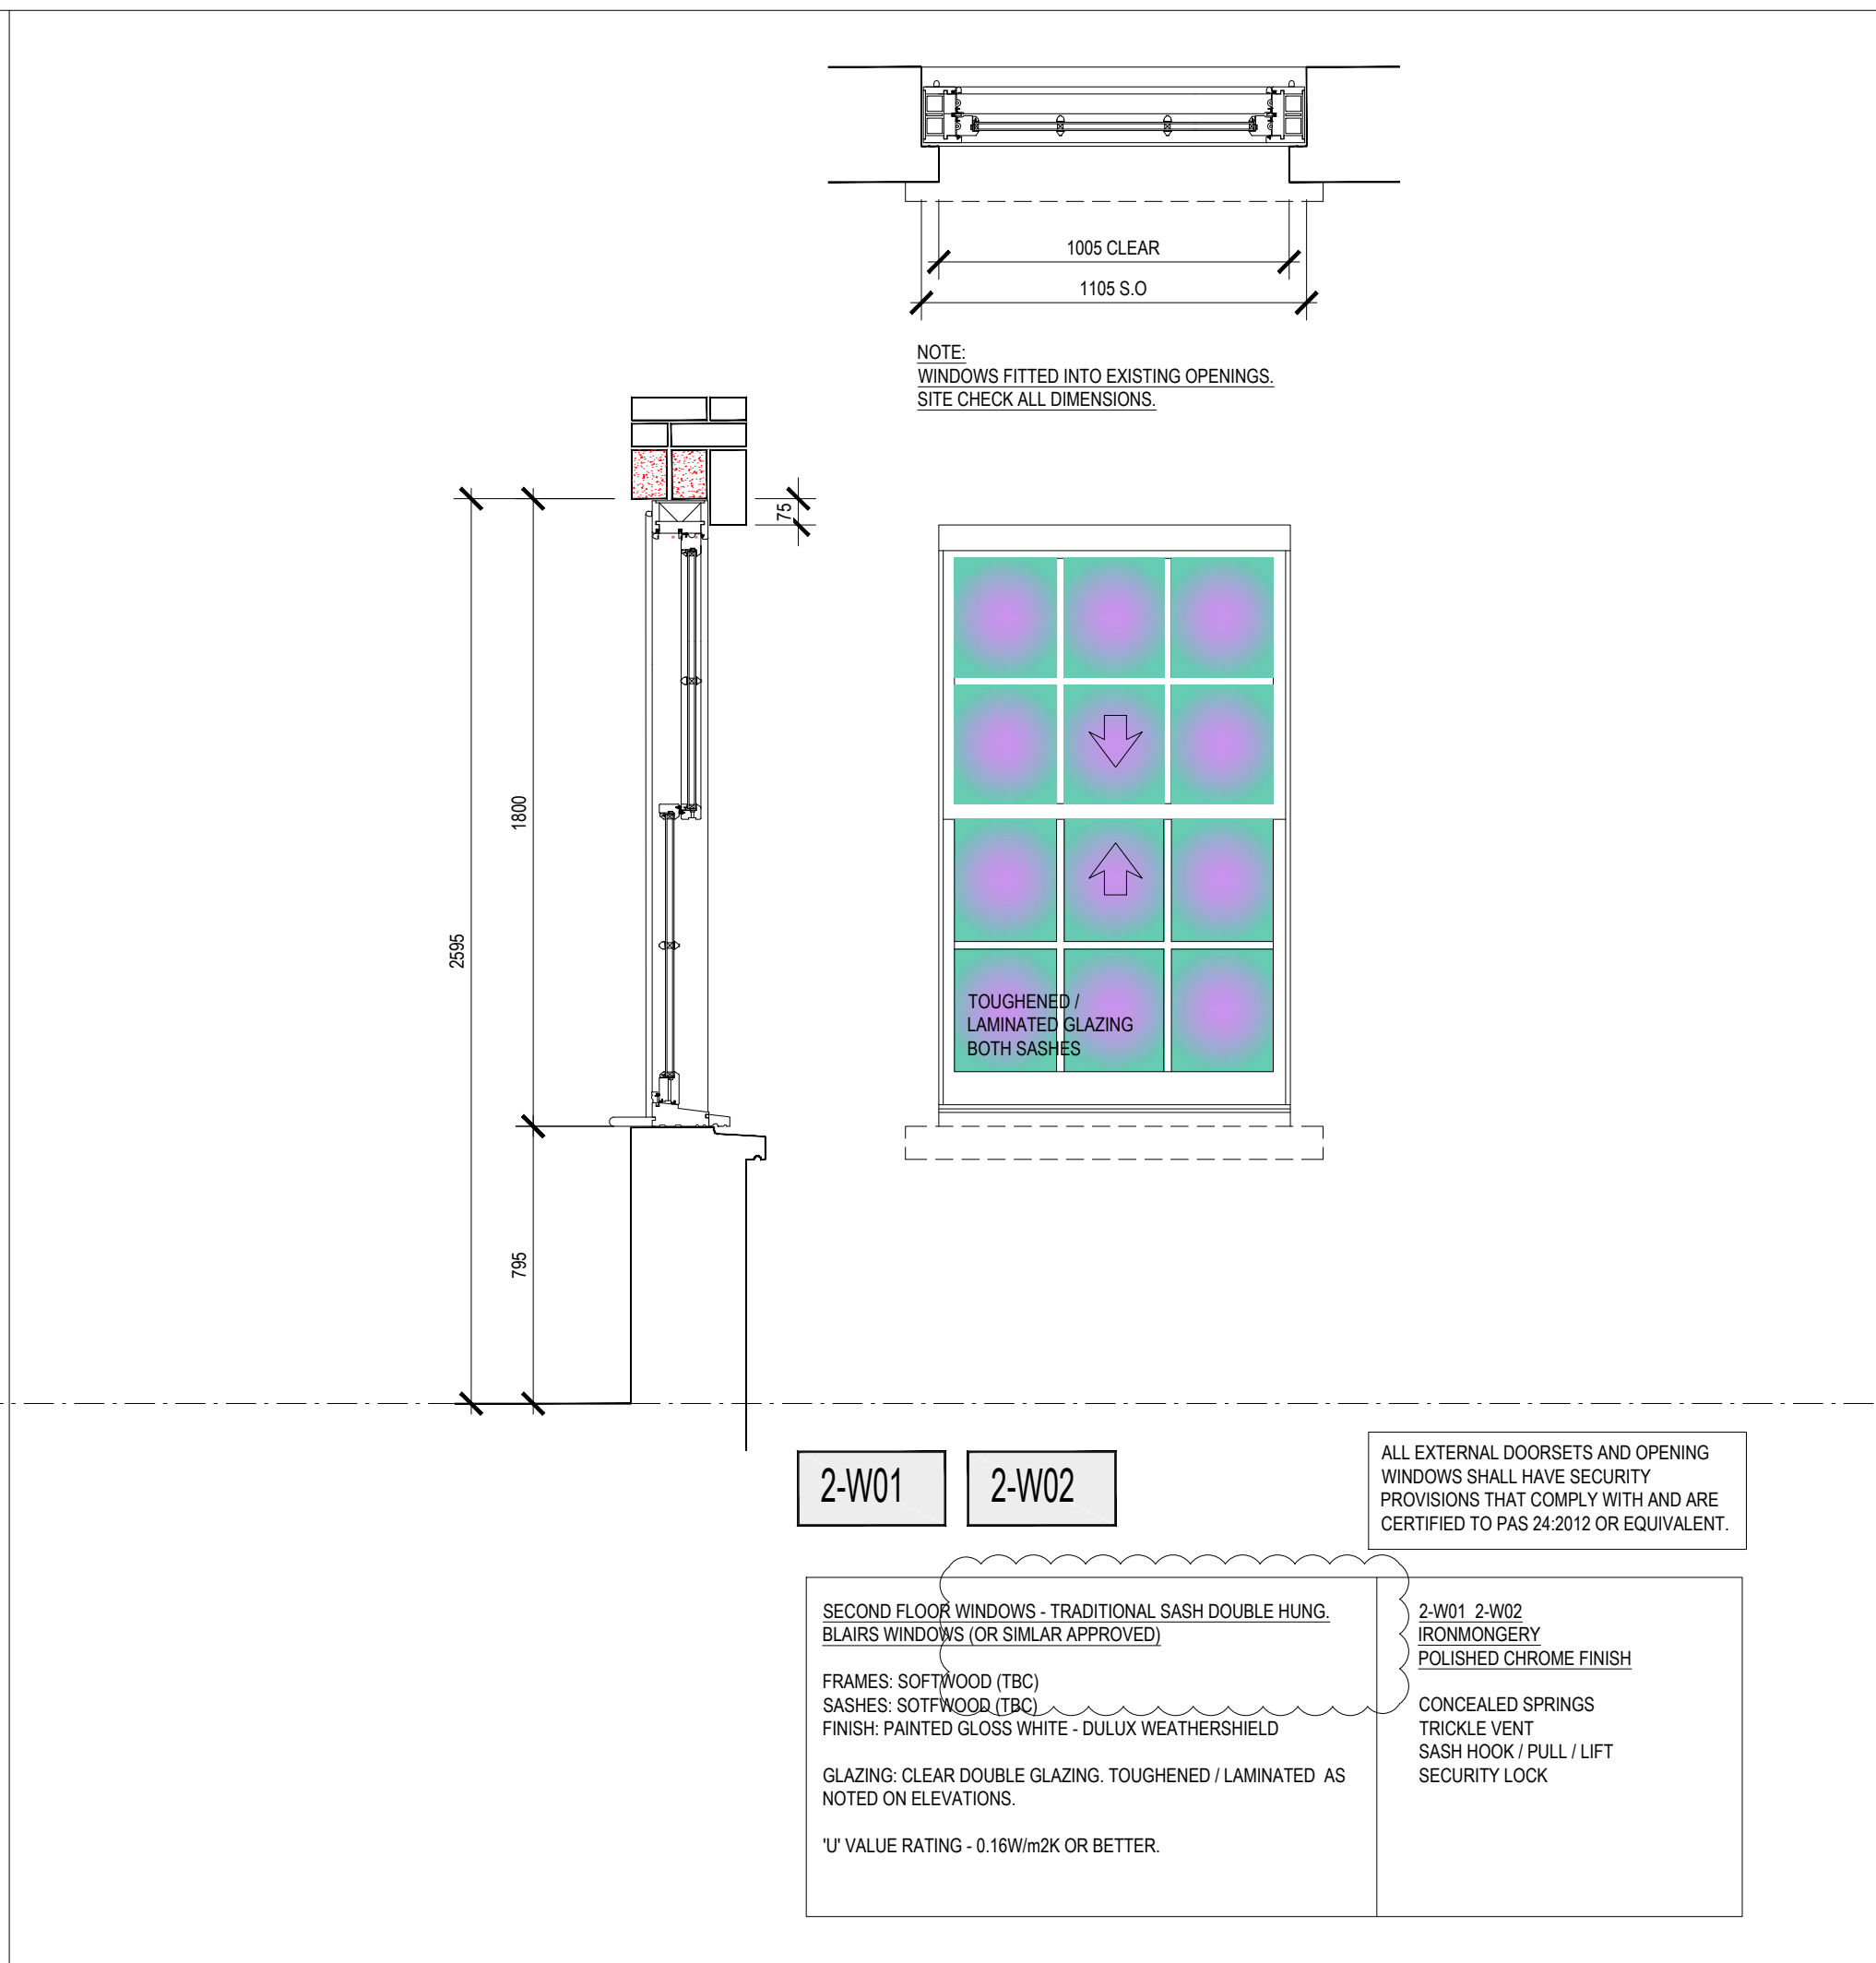 1005 CLEAR
1105 S.O
NOTE:
WINDOWS FITTED INTO EXISTING OPENINGS.
SITE CHECK ALL DIMENSIONS.
75
1800
2595
795
TOUGHENED /
LAMINATED GLAZING
BOTH SASHES
2-W01
2-W02
ALL EXTERNAL DOORSETS AND OPENING
WINDOWS SHALL HAVE SECURITY
PROVISIONS THAT COMPLY WITH AND ARE
CERTIFIED TO PAS 24:2012 OR EQUIVALENT.
SECOND FLOOR WINDOWS - TRADITIONAL SASH DOUBLE HUNG.
BLAIRS WINDOWS (OR SIMLAR APPROVED)
FRAMES: SOFTWOOD (TBC)
SASHES: SOTFWOOD (TBC)
FINISH: PAINTED GLOSS WHITE - DULUX WEATHERSHIELD
GLAZING: CLEAR DOUBLE GLAZING. TOUGHENED / LAMINATED AS
NOTED ON ELEVATIONS.
'U' VALUE RATING - 0.16W/m2K OR BETTER.
2-W01 2-W02
IRONMONGERY
POLISHED CHROME FINISH
CONCEALED SPRINGS
TRICKLE VENT
SASH HOOK / PULL / LIFT
SECURITY LOCK